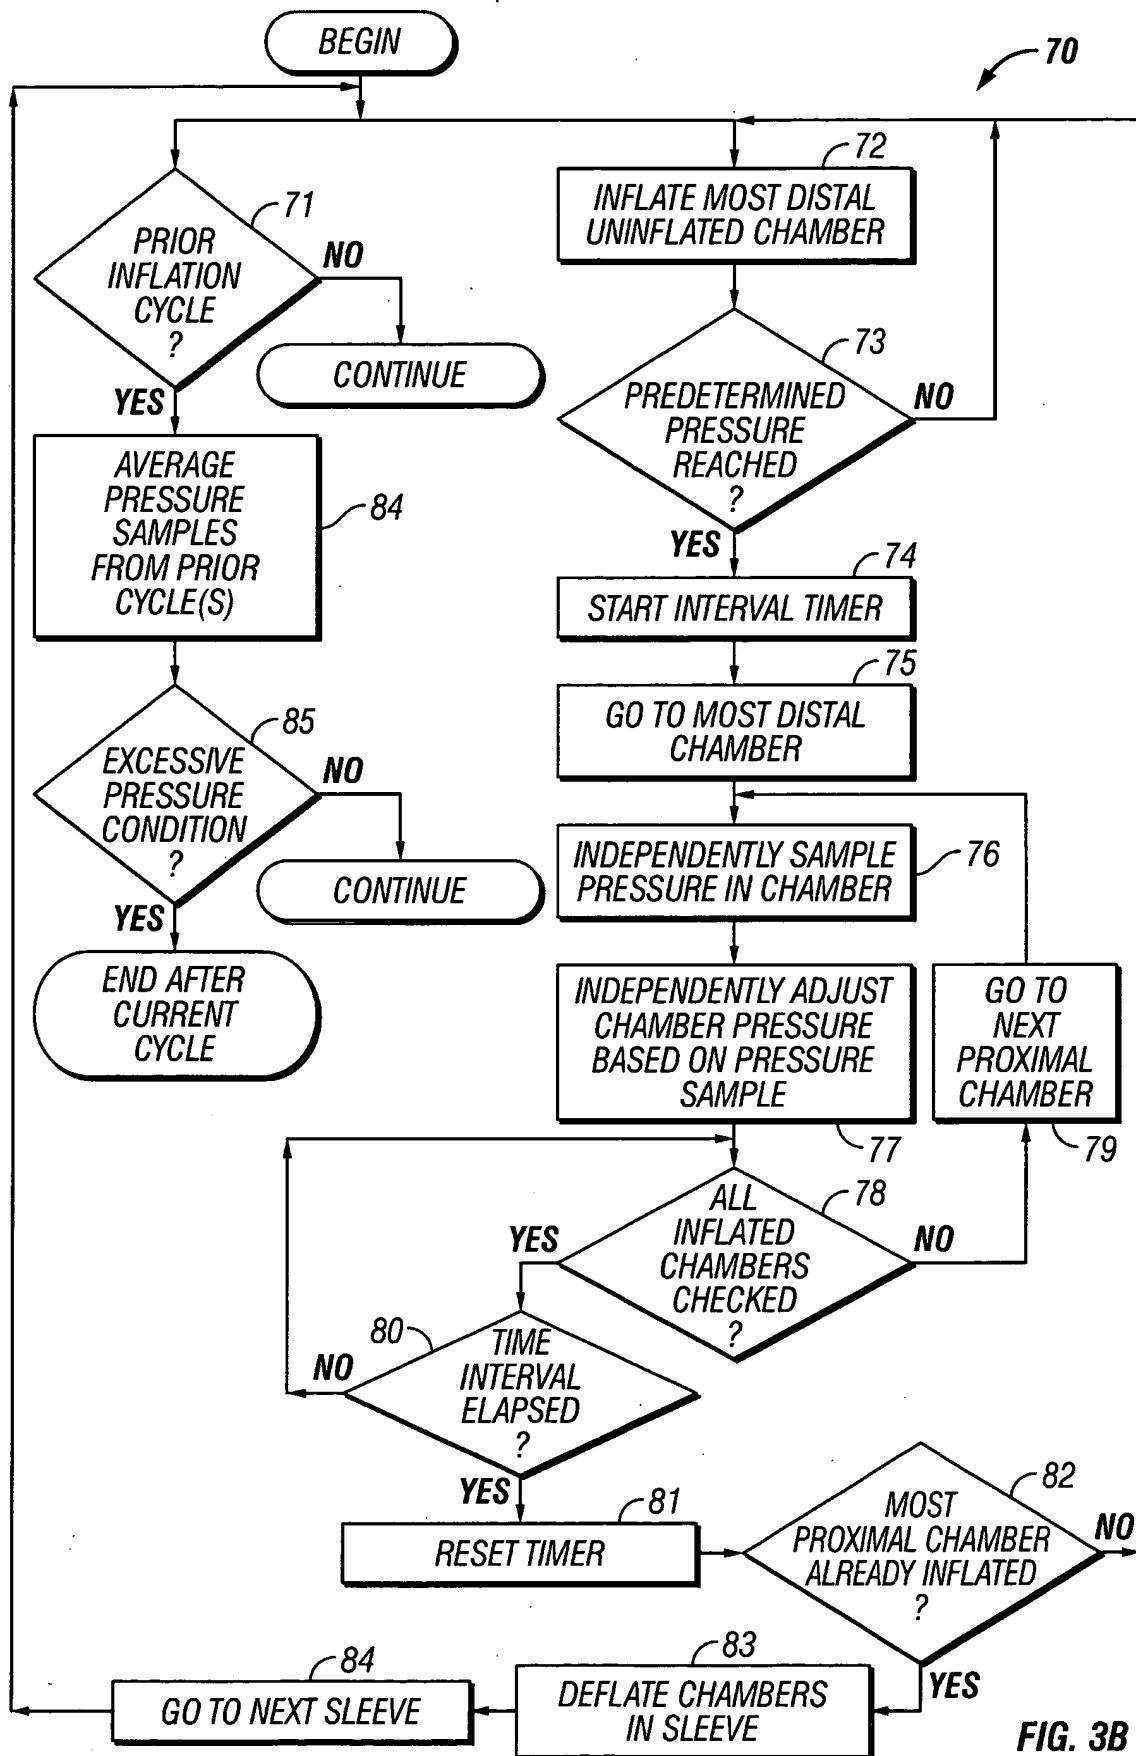 BEGIN
70
71
PRIOR
INFLATION
CYCLE
?
NO
CONTINUE
YES
AVERAGE
PRESSURE
SAMPLES
FROM PRIOR
CYCLE(S)
84
85
EXCESSIVE
PRESSURE
CONDITION
?
NO
CONTINUE
YES
END AFTER
CURRENT
CYCLE
72
INFLATE MOST DISTAL
UNINFLATED CHAMBER
73
PREDETERMINED
PRESSURE
REACHED
?
NO
YES
74
START INTERVAL TIMER
75
GO TO MOST DISTAL
CHAMBER
INDEPENDENTLY SAMPLE
PRESSURE IN CHAMBER
76
INDEPENDENTLY ADJUST
CHAMBER PRESSURE
BASED ON PRESSURE
SAMPLE
77
GO TO
NEXT
PROXIMAL
CHAMBER
79
78
ALL
INFLATED
CHAMBERS
CHECKED
?
YES
NO
80
TIME
INTERVAL
ELAPSED
?
NO
YES
81
RESET TIMER
82
MOST
PROXIMAL CHAMBER
ALREADY INFLATED
?
NO
YES
83
DEFLATE CHAMBERS
IN SLEEVE
84
GO TO NEXT SLEEVE
FIG. 3B